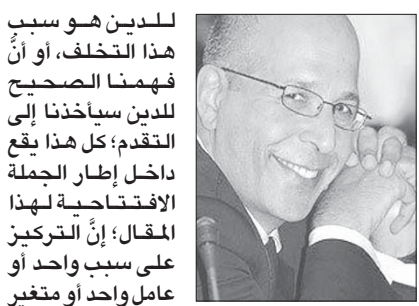 للدين هو سبب
هذا التخلف، أو أنَّ
فهمنا الصحيح
للدين سيأخذنا إلى
التقدم؛ كل هذا يقع
داخل إطار الجملة
الافتتاحية لهذا
المقال؛ إنَّ التركيز
على سبب واحد أو
عامل واحد أو متغير